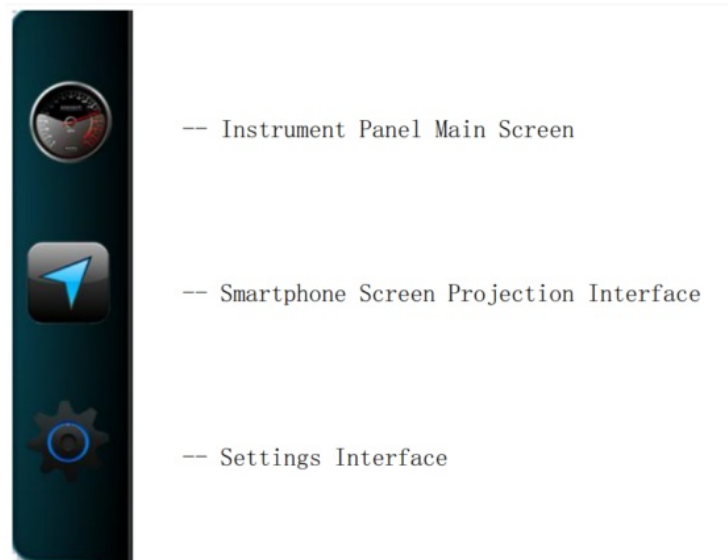 -- Instrument Panel Main Screen
-- Smartphone Screen Projection Interface
-- Settings Interface